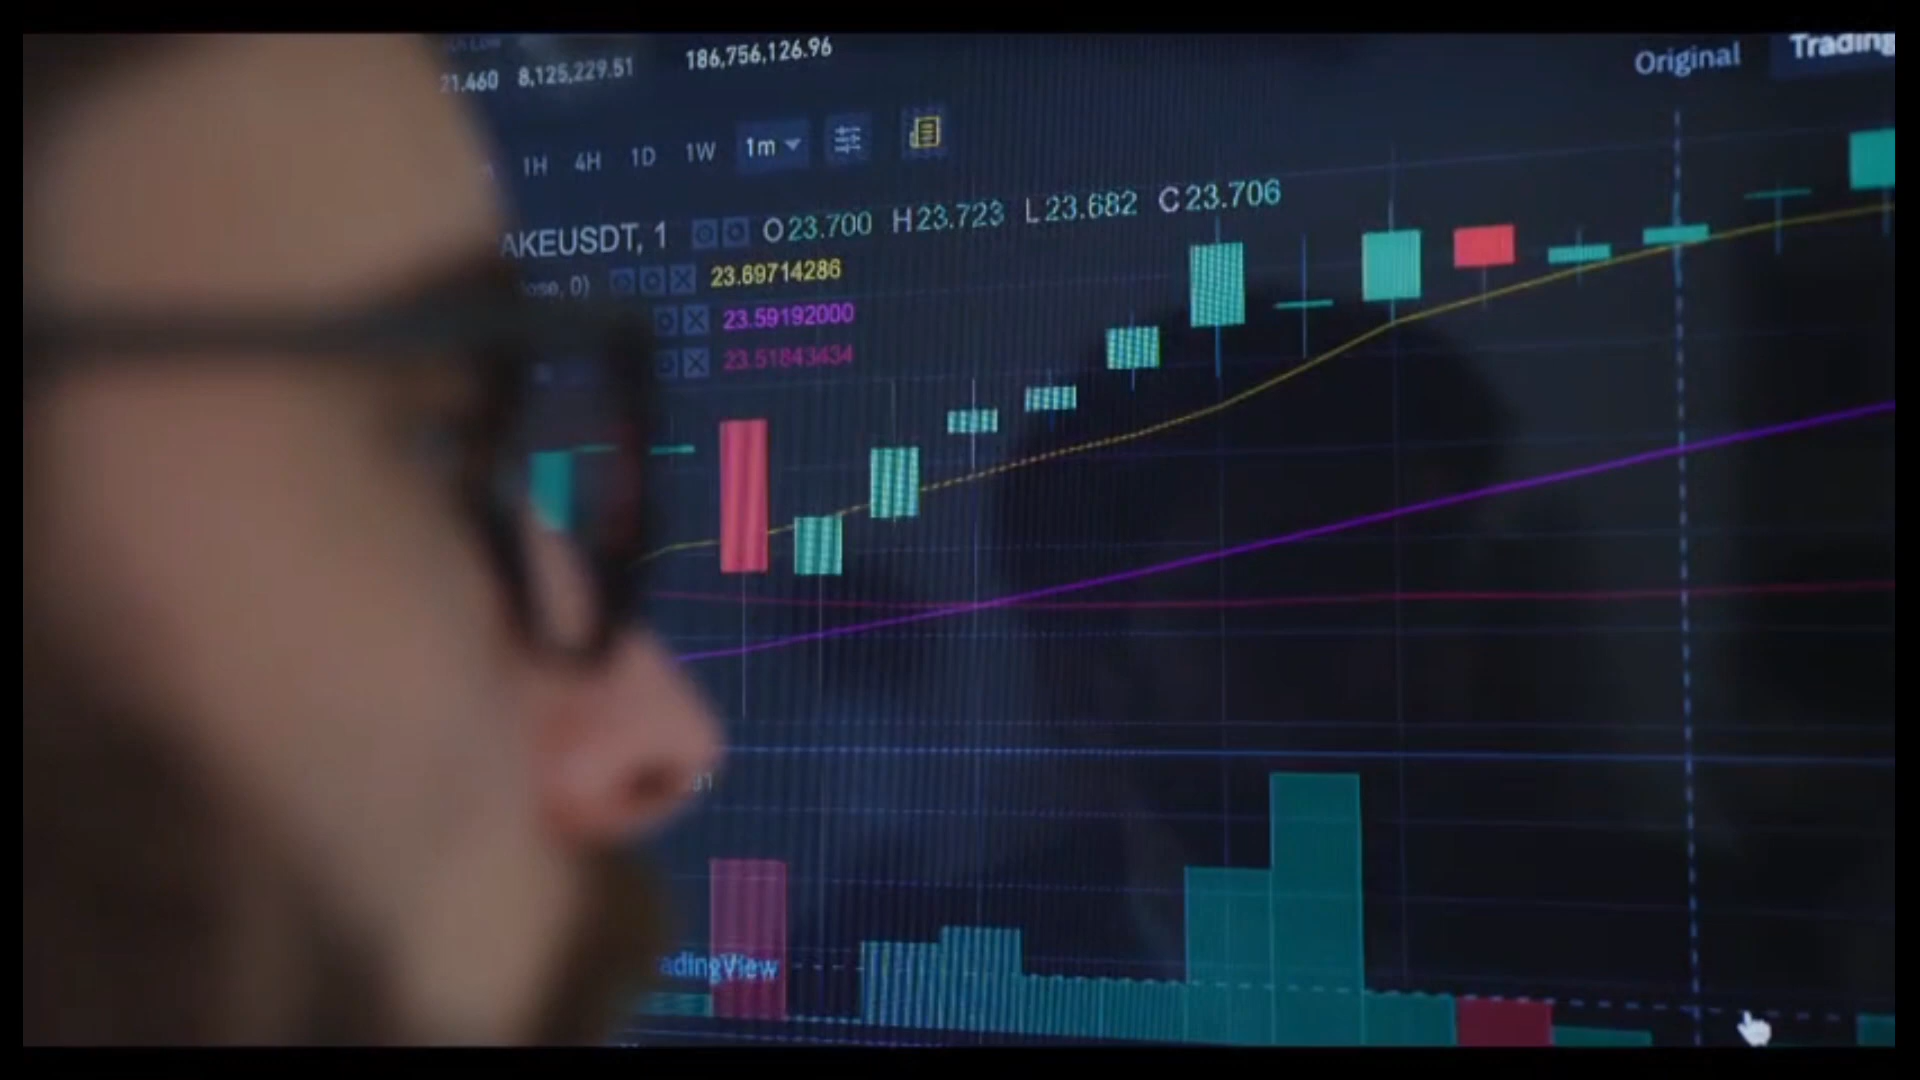 21.460 8,125,229.51 186,756,126.96
Original Trading
1H 4H 1D 1W 1m
AKEUSDT, 1 O23.700 H23.723 L23.682 C23.706
ose, 0) 23.69714286
23.59192000
23.51843434
adingView